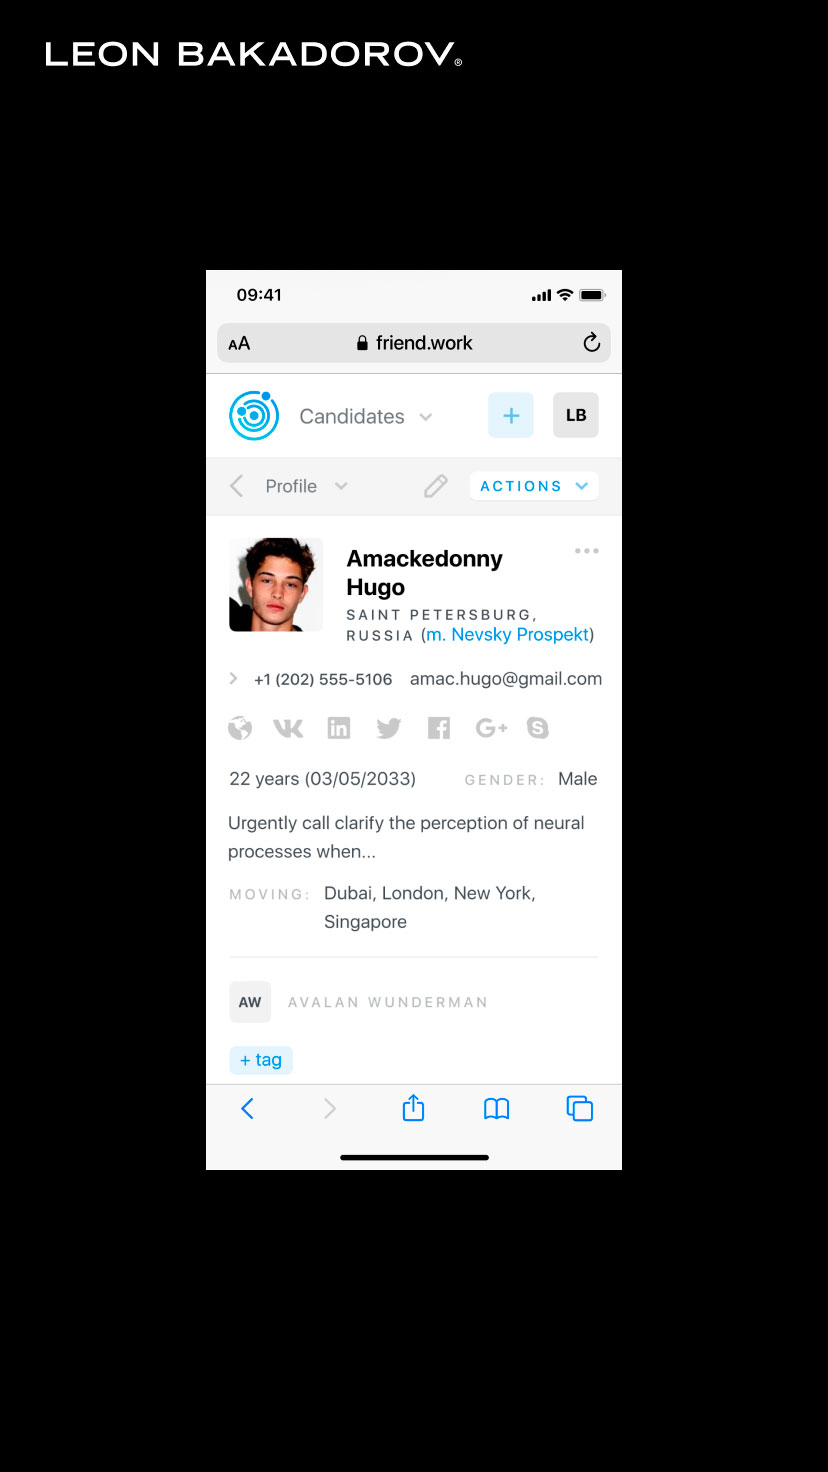 LEON BAKADOROV®
09:41
AA friend.work
Candidates + LB
Profile ACTIONS
Amackedonny
Hugo
SAINT PETERSBURG,
RUSSIA (m. Nevsky Prospekt)
+1 (202) 555-5106 amac.hugo@gmail.com
22 years (03/05/2033) GENDER: Male
Urgently call clarify the perception of neural
processes when...
MOVING: Dubai, London, New York,
Singapore
AW AVALAN WUNDERMAN
+ tag